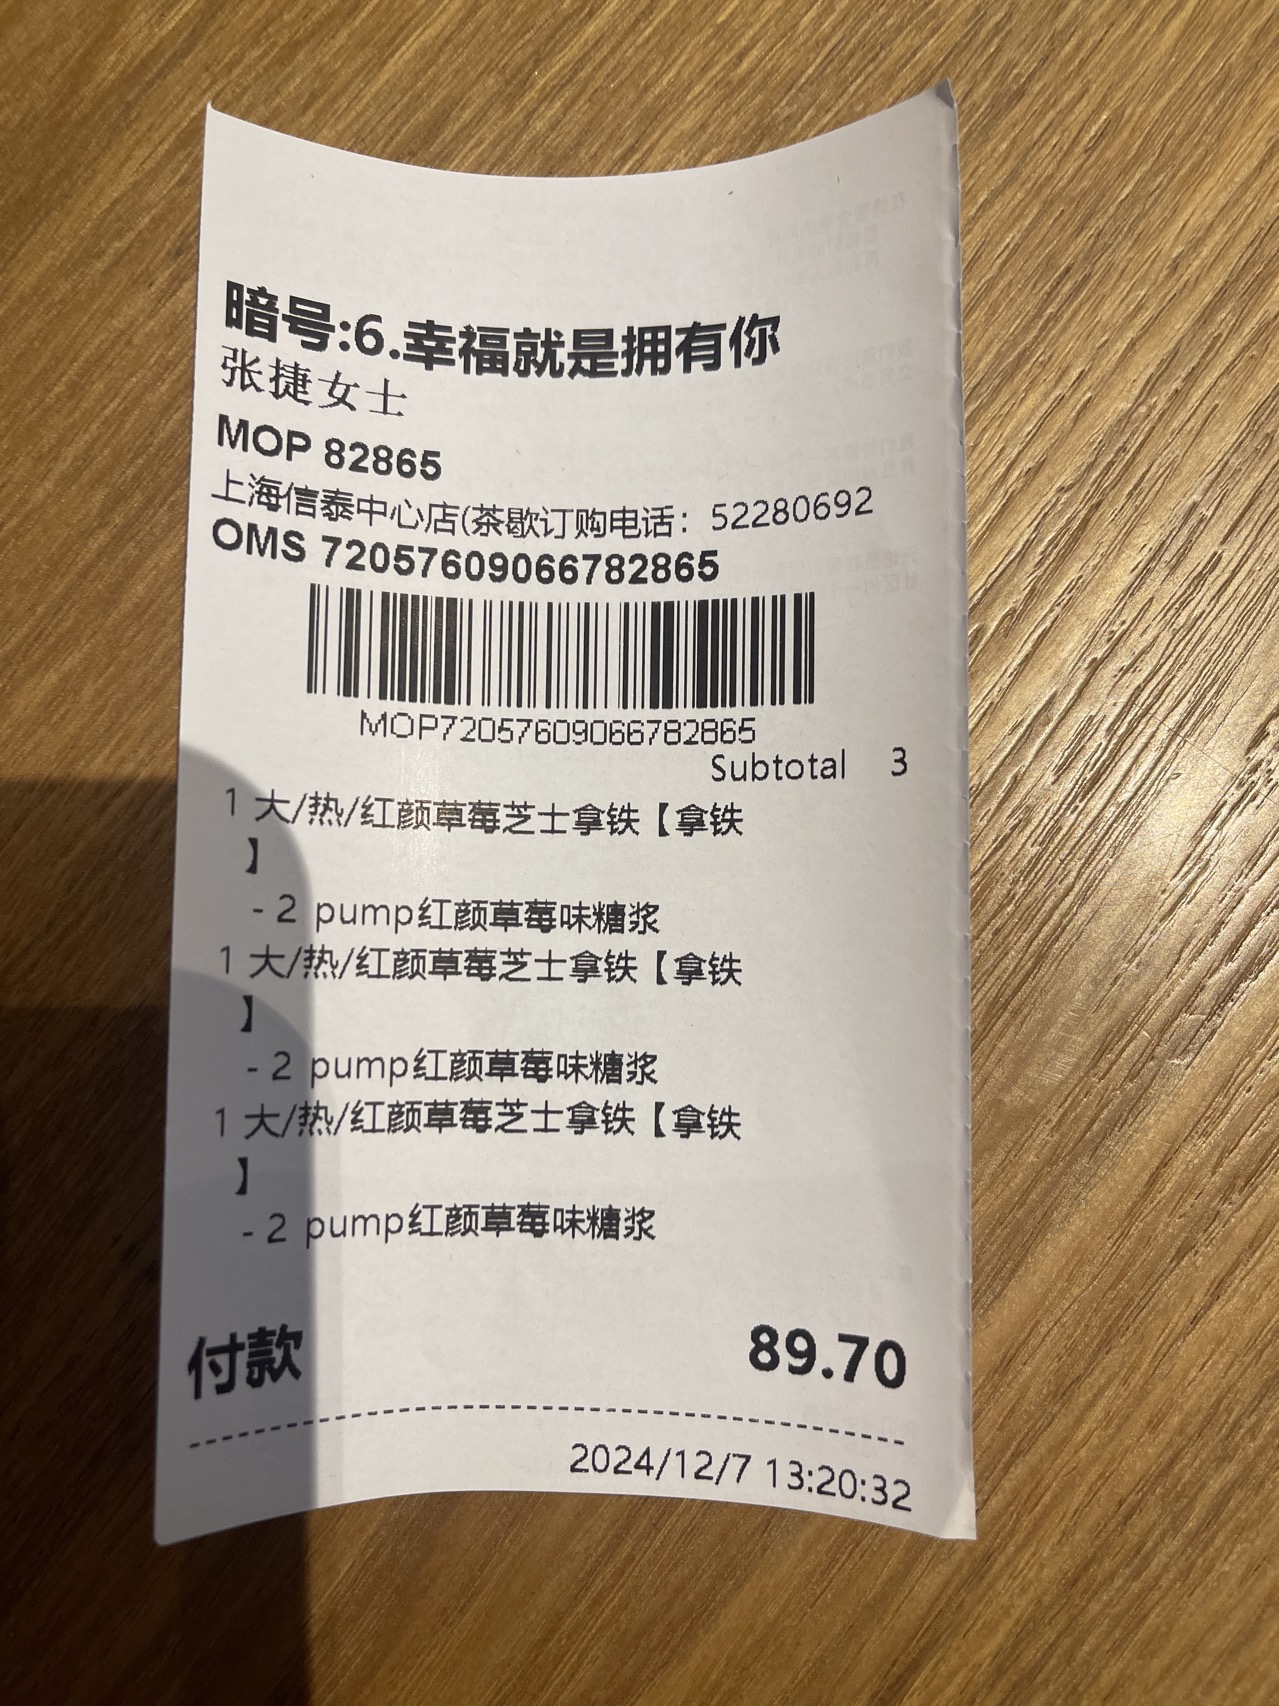 暗号:6.幸福就是拥有你
张捷女士
MOP 82865
上海信泰中心店(茶歇订购电话：52280692
OMS 72057609066782865
MOP72057609066782865
Subtotal 3
1 大/热/红颜草莓芝士拿铁【拿铁
】
- 2 pump红颜草莓味糖浆
1 大/热/红颜草莓芝士拿铁【拿铁
】
- 2 pump红颜草莓味糖浆
1 大/热/红颜草莓芝士拿铁【拿铁
】
- 2 pump红颜草莓味糖浆
付款 89.70
2024/12/7 13:20:32